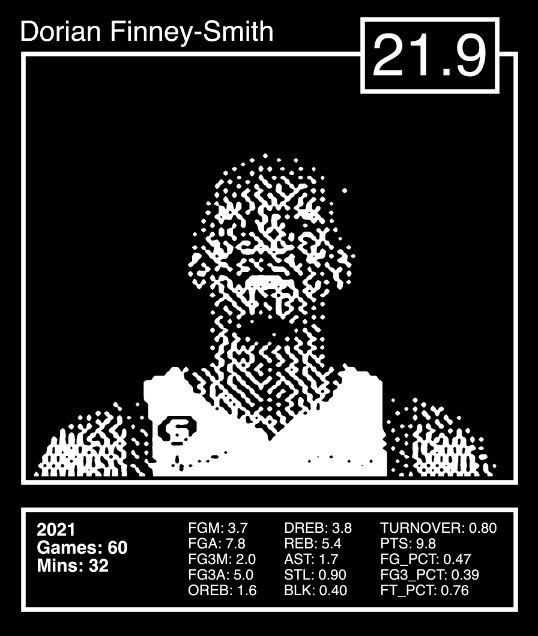 Dorian Finney-Smith
21.9
2021
Games: 60
Mins: 32
FGM: 3.7
FGA: 7.8
FG3M: 2.0
FG3A: 5.0
OREB: 1.6
DREB: 3.8
REB: 5.4
AST: 1.7
STL: 0.90
BLK: 0.40
TURNOVER: 0.80
PTS: 9.8
FG_PCT: 0.47
FG3_PCT: 0.39
FT_PCT: 0.76